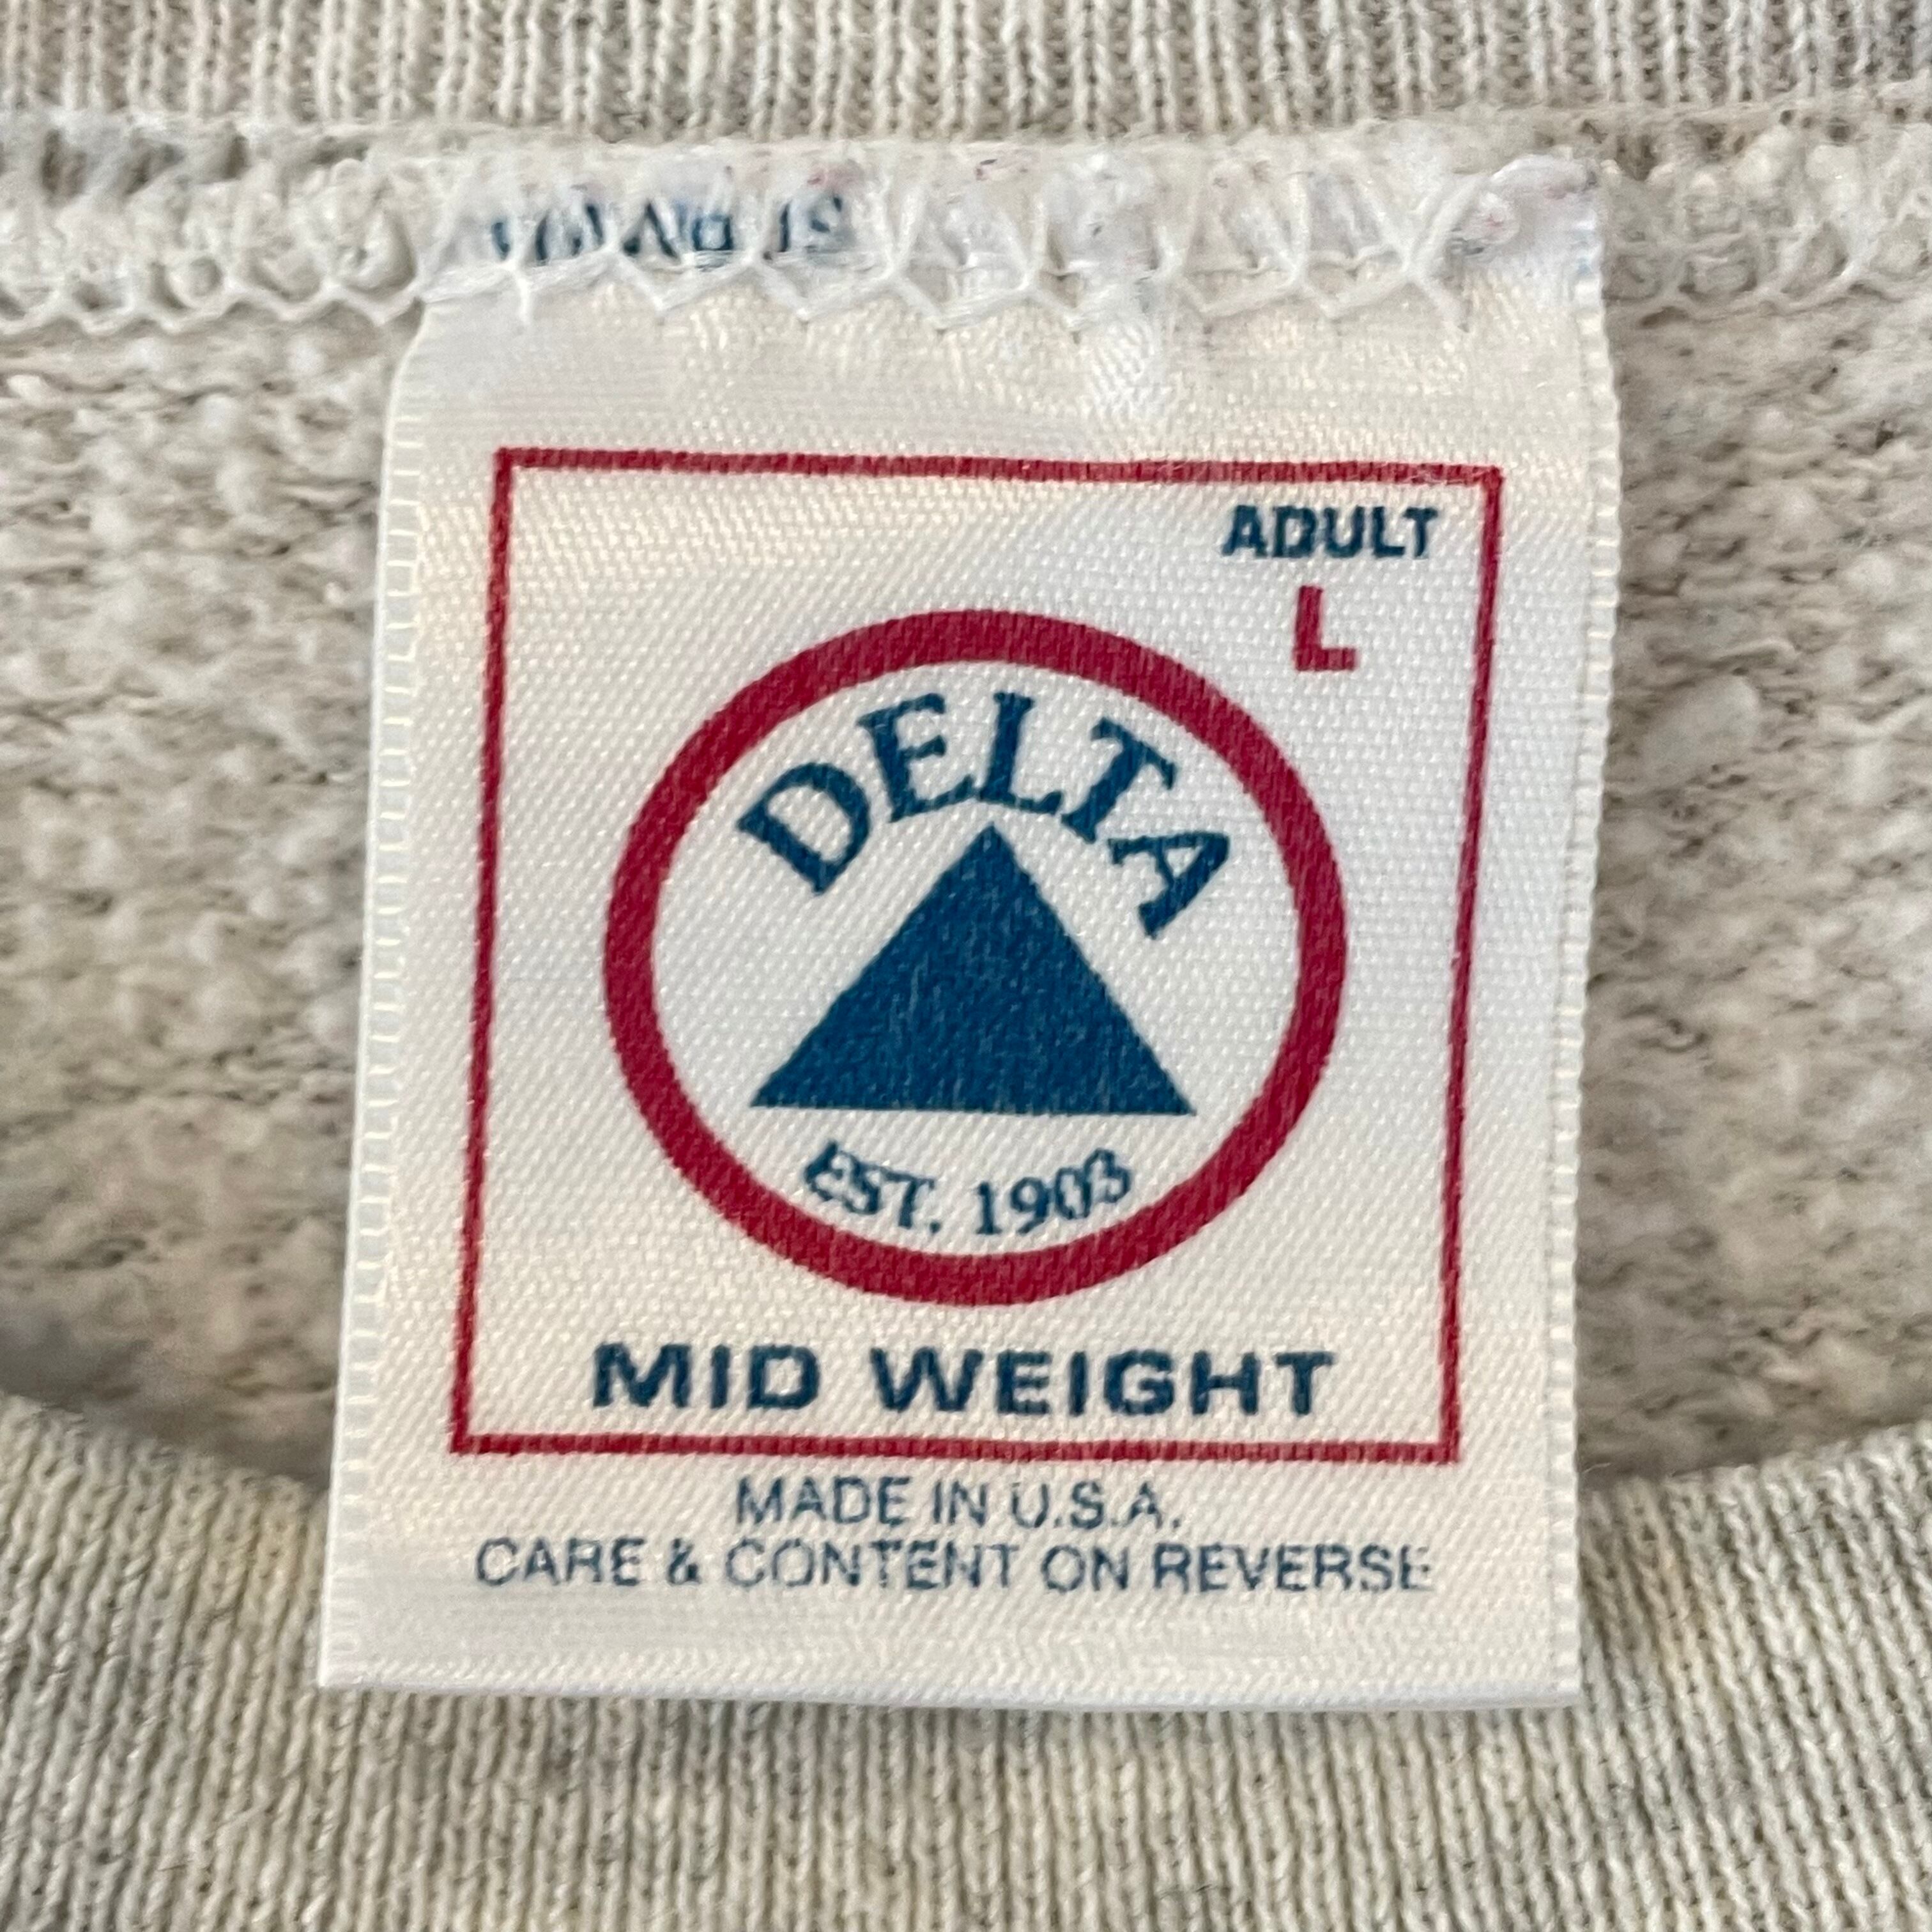 ADULT
L
DELTA
EST. 1903
MID WEIGHT
MADE IN U.S.A.
CARE & CONTENT ON REVERSE